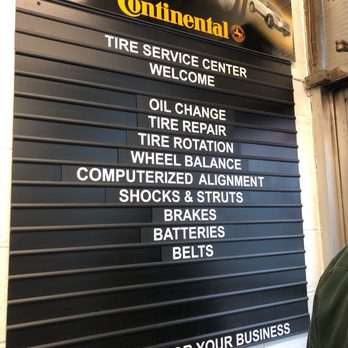 Continental
TIRE SERVICE CENTER
WELCOME
OIL CHANGE
TIRE REPAIR
TIRE ROTATION
WHEEL BALANCE
COMPUTERIZED ALIGNMENT
SHOCKS & STRUTS
BRAKES
BATTERIES
BELTS
YOUR BUSINESS